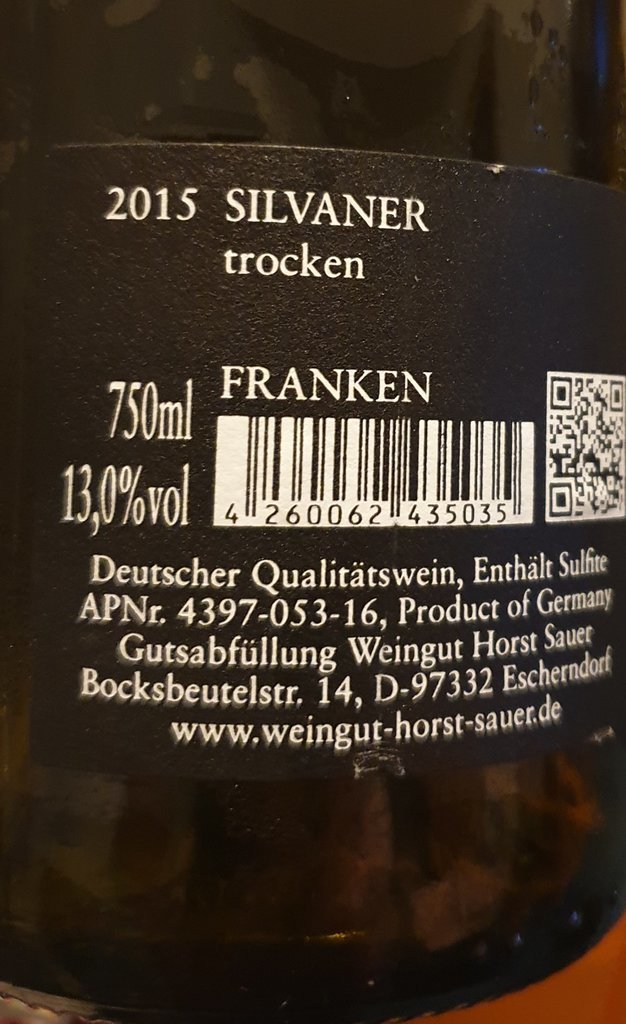 2015 SILVANER
trocken
FRANKEN
750ml
13,0%vol
4 260062 435035
Deutscher Qualitätswein, Enthält Sulfite
APNr. 4397-053-16, Product of Germany
Gutsabfüllung Weingut Horst Sauer
Bocksbeutelstr. 14, D-97332 Escherndorf
www.weingut-horst-sauer.de